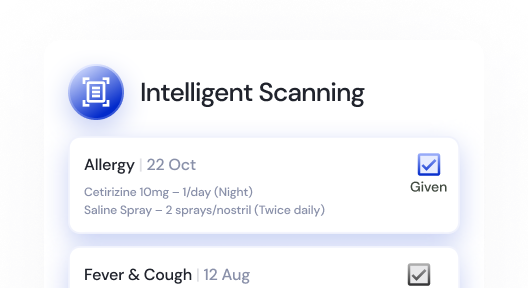 Intelligent Scanning
Allergy | 22 Oct
Given
Cetirizine 10mg – 1/day (Night)
Saline Spray – 2 sprays/nostril (Twice daily)
Fever & Cough | 12 Aug